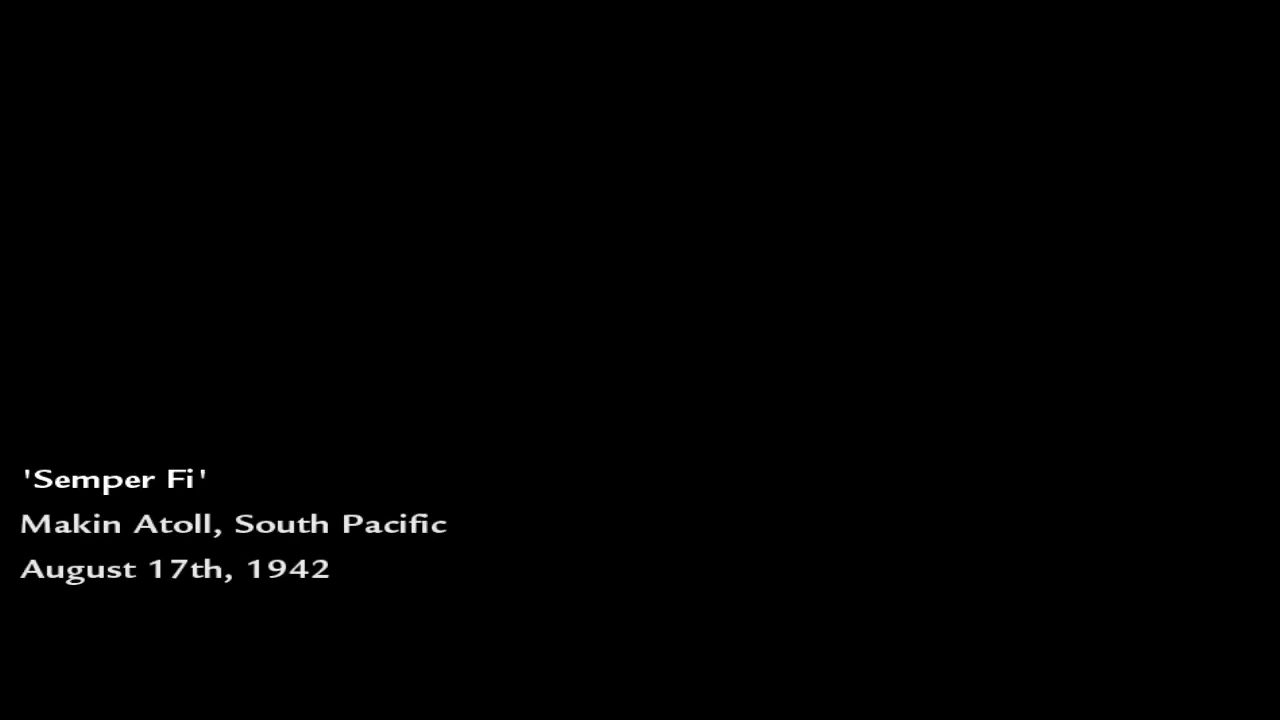 'Semper Fi'
Makin Atoll, South Pacific
August 17th, 1942